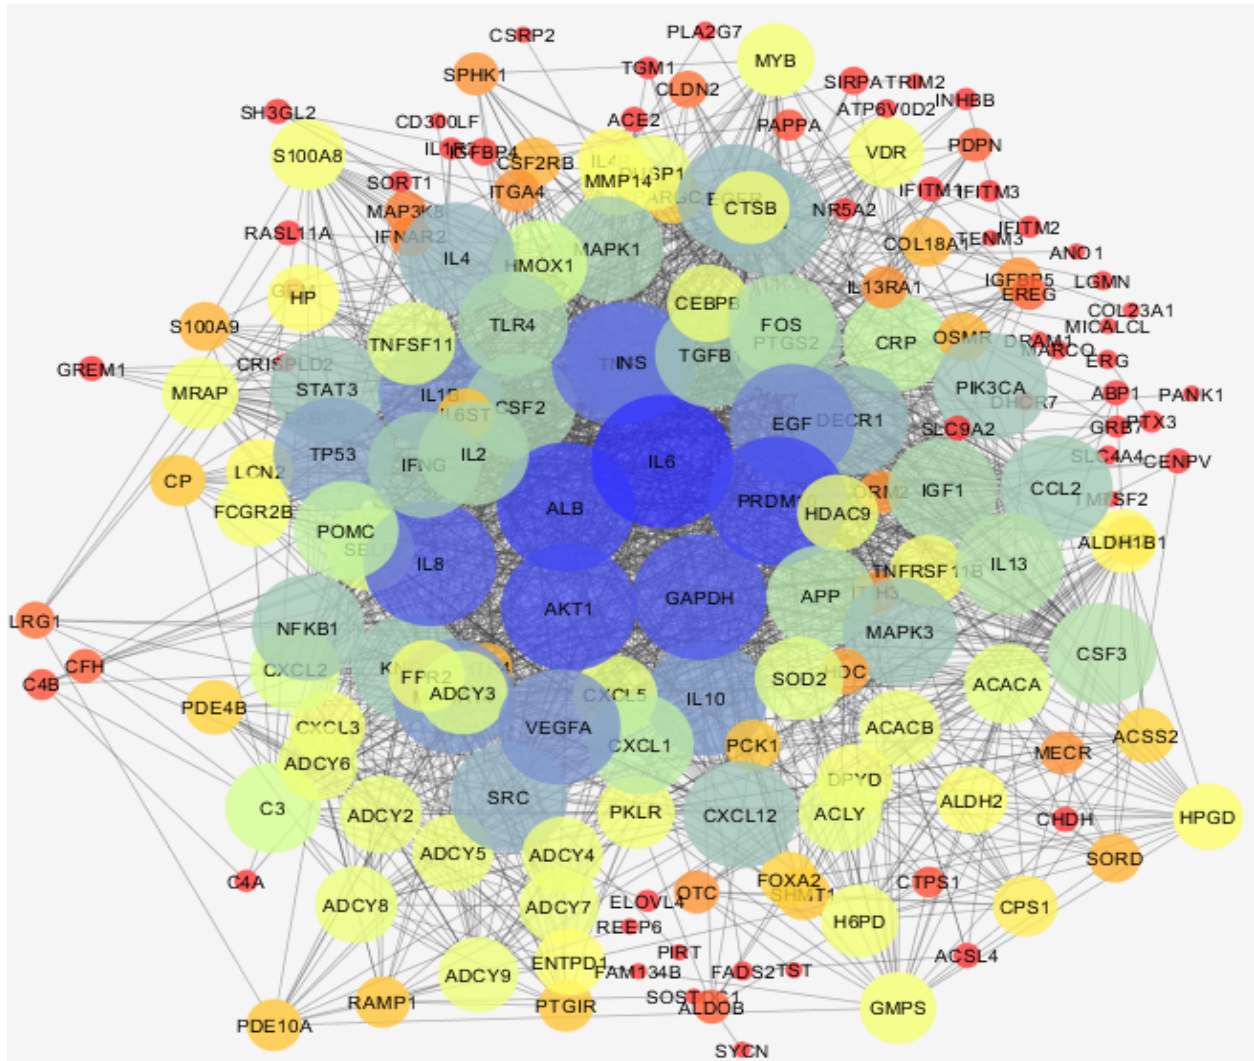 PLA2G7
CSRP2
MYB
TGM1
SPHK1
CLDN2
SIRPA
TRIM2
INHBB
ATP6V0D2
SH3GL2
CD300LF
ACE2
PAPPA
PDPN
S100A8
IGFBP4
CSF2RB
VDR
SORT1
ITGA4
MMP14
CTSB
NR5A2
IFITM1
IFITM3
MAP3K8
IFITM2
RASL11A
IFNAR2
IL4
MAPK1
COL18A1
TENM3
ANO1
HMOX1
HP
CEBPB
IL13RA1
EREG
LGMN
COL23A1
S100A9
TLR4
FOS
MICALCL
TNFSF11
PTGS2
CRP
OSMR
DRAM1
MARCO
ERG
GREM1
CRISPLD2
STAT3
INS
PIK3CA
DHCR7
ABP1
PANK1
MRAP
IL1B
CSF2
EGF
DECR1
SLC9A2
GRB7
PTX3
TP53
IL2
IL6
SLC4A4
CENPV
CP
LCN2
CCL2
IGF1
FCGR2B
ALB
PRDM10
HDAC9
POMC
ALDH1B1
IL8
TNFRSF11B
IL13
AKT1
GAPDH
APP
LRG1
NFKB1
MAPK3
CSF3
CFH
CXCL2
C4B
SOD2
HDC
ACACA
ADCY3
CXCL5
IL10
PDE4B
CXCL3
VEGFA
CXCL1
PCK1
ACACB
ACSS2
MECR
ADCY6
DPYD
C3
ADCY2
SRC
PKLR
CXCL12
ACLY
ALDH2
CHDH
HPGD
ADCY5
ADCY4
SORD
C4A
OTC
FOXA2
SHMT1
CTPS1
ADCY8
ADCY7
ELOVL4
CPS1
REEP6
H6PD
PIRT
ACSL4
ADCY9
ENTPD1
FAM134B
FADS2
TST
RAMP1
PTGIR
ALDOB
GMPS
PDE10A
SYCN